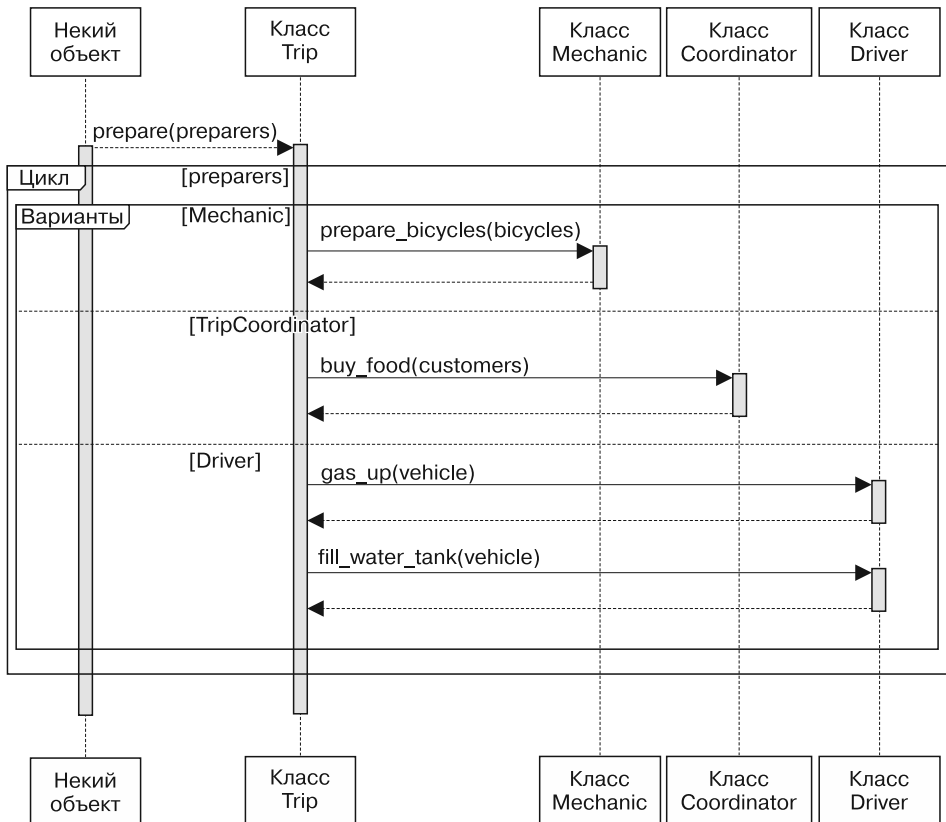 Некий
объект
Класс
Trip
Класс
Mechanic
Класс
Coordinator
Класс
Driver
prepare(preparers)
Цикл
[preparers]
Варианты
[Mechanic]
prepare_bicycles(bicycles)
[TripCoordinator]
buy_food(customers)
[Driver]
gas_up(vehicle)
fill_water_tank(vehicle)
Некий
объект
Класс
Trip
Класс
Mechanic
Класс
Coordinator
Класс
Driver